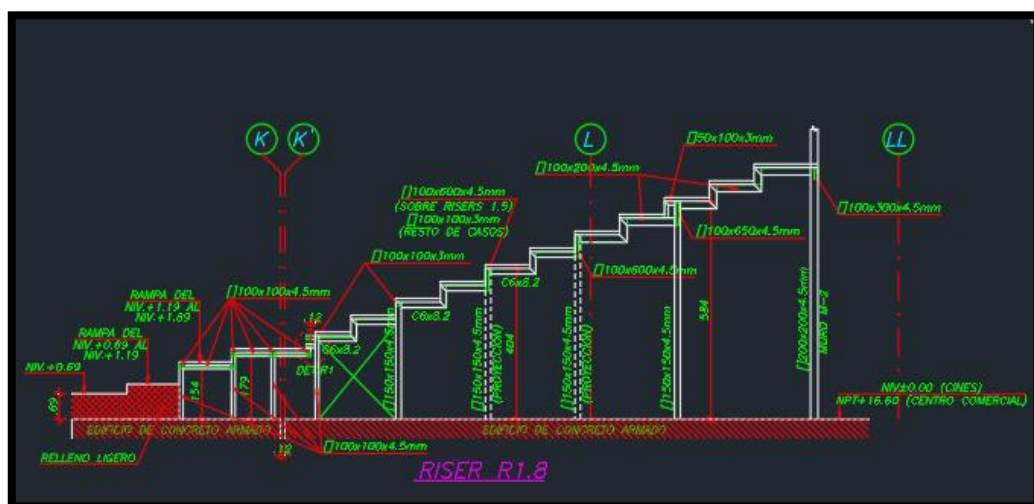 K
K'
L
LL
[]50x100x3mm
[]100x200x4.5mm
[]100x600x4.5mm
(SOBRE RISERS 1.5)
[]100x100x3mm
(RESTO DE CASOS)
[]100x300x4.5mm
[]100x650x4.5mm
[]100x100x3mm
[]100x600x4.5mm
C6x8.2
C6x8.2
C6x8.2
RAMPA DEL
NIV.+1.19 AL
NIV.+1.69
[]100x100x4.5mm
.12
RAMPA DEL
NIV.+0.69 AL
NIV.+1.19
NIV.+0.69
DET-R1
.69
154
179
[]150x150x4.5mm
[]150x150x4.5mm
(PROYECCION)
404
[]150x150x4.5mm
(PROYECCION)
[]150x150x4.5mm
584
[]200x200x4.5mm
MURO M-2
NIV±0.00 (CINES)
NPT+16.60 (CENTRO COMERCIAL)
EDIFICIO DE CONCRETO ARMADO
EDIFICIO DE CONCRETO ARMADO
RELLENO LIGERO
.12
[]100x100x4.5mm
RISER R1.8